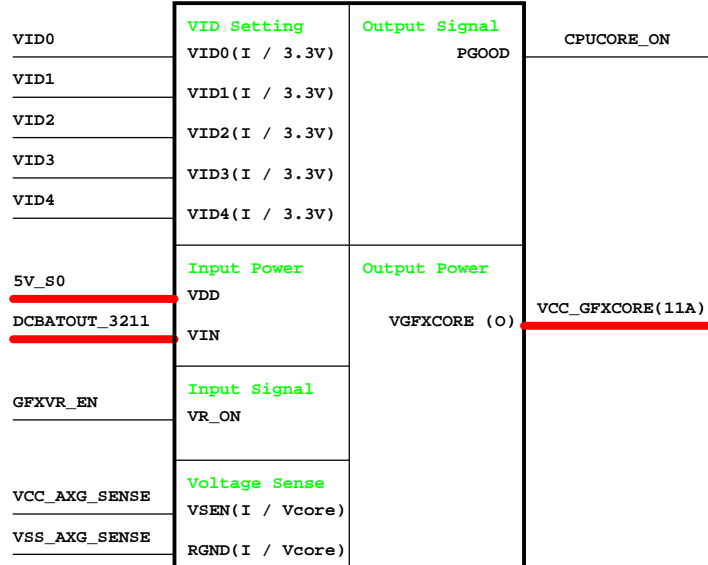 VID Setting
Output Signal
VID0
VID0(I / 3.3V)
PGOOD
CPUCORE_ON
VID1
VID1(I / 3.3V)
VID2
VID2(I / 3.3V)
VID3
VID3(I / 3.3V)
VID4
VID4(I / 3.3V)
Input Power
Output Power
5V_S0
VDD
DCBATOUT_3211
VIN
VGFXCORE (O)
VCC_GFXCORE(11A)
Input Signal
GFXVR_EN
VR_ON
Voltage Sense
VCC_AXG_SENSE
VSEN(I / Vcore)
VSS_AXG_SENSE
RGND(I / Vcore)